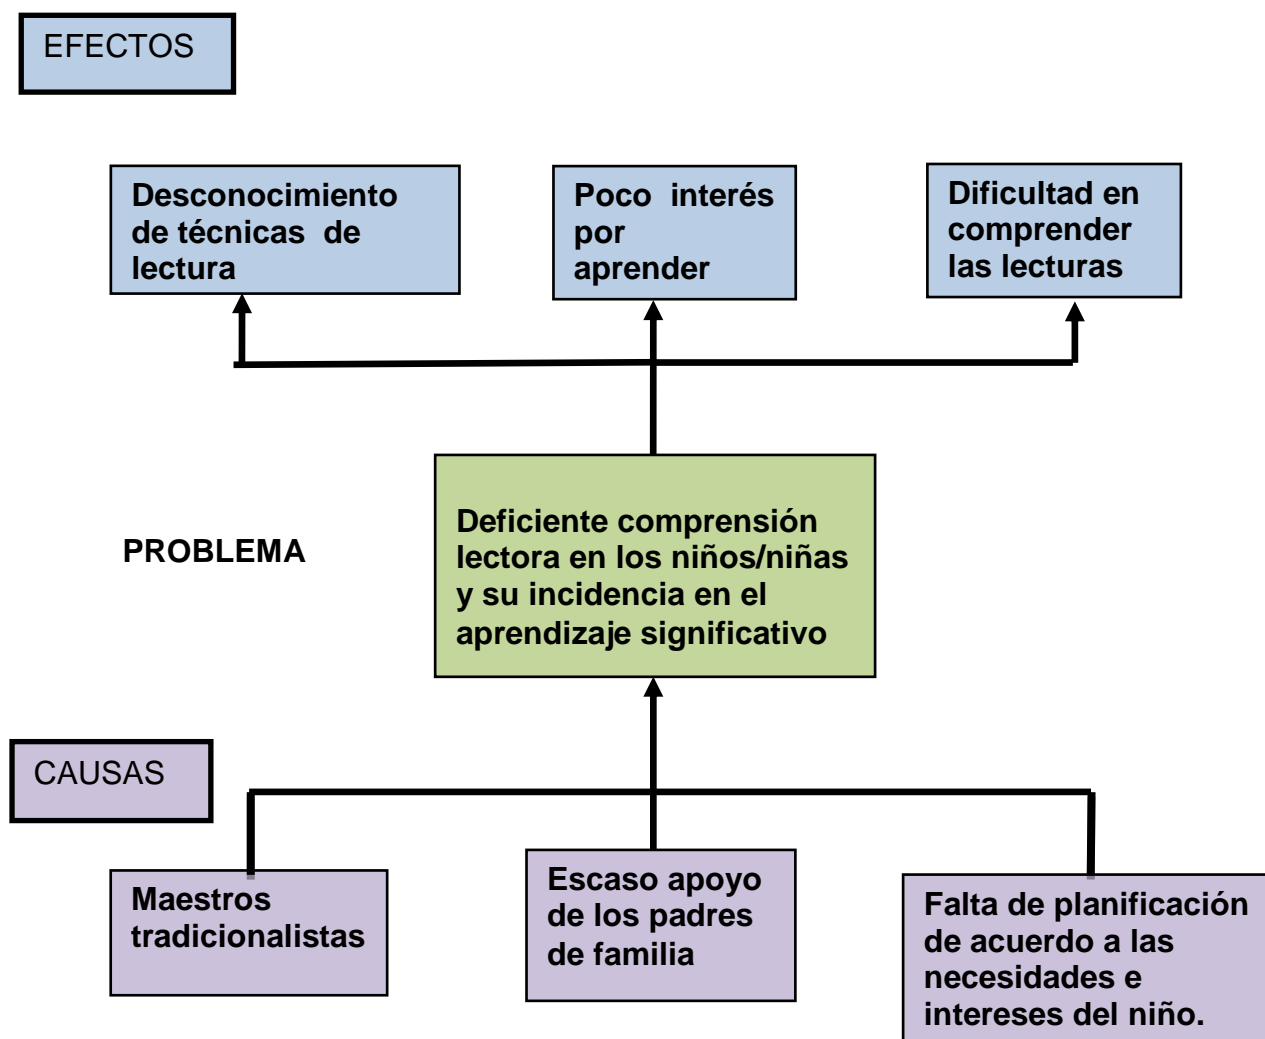 EFECTOS
Desconocimiento
de técnicas de
lectura
Poco interés
por
aprender
Dificultad en
comprender
las lecturas
PROBLEMA
Deficiente comprensión
lectora en los niños/niñas
y su incidencia en el
aprendizaje significativo
CAUSAS
Maestros
tradicionalistas
Escaso apoyo
de los padres
de familia
Falta de planificación
de acuerdo a las
necesidades e
intereses del niño.